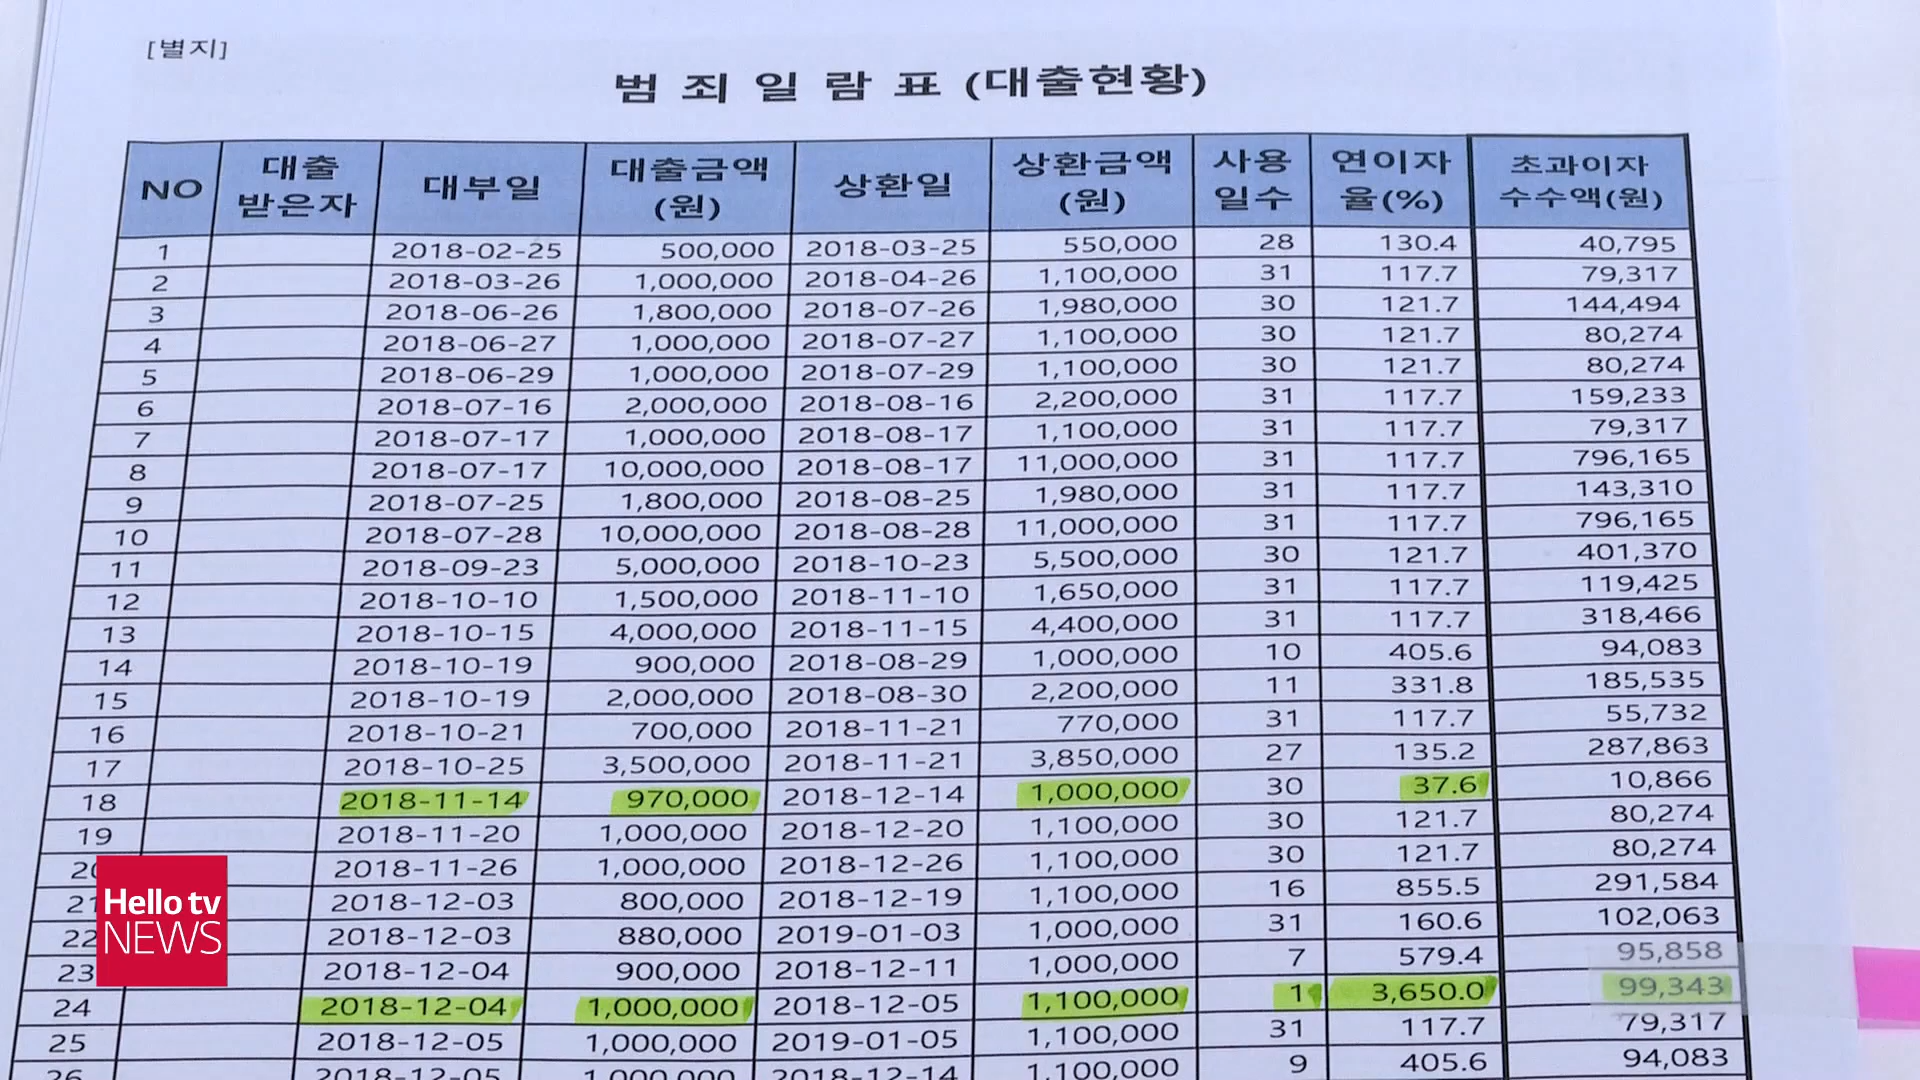 [별지]
범 죄 일 람 표 (대출현황)
NO 대출 받은자 대부일 대출금액 (원) 상환일 상환금액 (원) 사용 일수 연이자 율(%) 초과이자 수수액(원)
1 2018-02-25 500,000 2018-03-25 550,000 28 130.4 40,795
2 2018-03-26 1,000,000 2018-04-26 1,100,000 31 117.7 79,317
3 2018-06-26 1,800,000 2018-07-26 1,980,000 30 121.7 144,494
4 2018-06-27 1,000,000 2018-07-27 1,100,000 30 121.7 80,274
5 2018-06-29 1,000,000 2018-07-29 1,100,000 30 121.7 80,274
6 2018-07-16 2,000,000 2018-08-16 2,200,000 31 117.7 159,233
7 2018-07-17 1,000,000 2018-08-17 1,100,000 31 117.7 79,317
8 2018-07-17 10,000,000 2018-08-17 11,000,000 31 117.7 796,165
9 2018-07-25 1,800,000 2018-08-25 1,980,000 31 117.7 143,310
10 2018-07-28 10,000,000 2018-08-28 11,000,000 31 117.7 796,165
11 2018-09-23 5,000,000 2018-10-23 5,500,000 30 121.7 401,370
12 2018-10-10 1,500,000 2018-11-10 1,650,000 31 117.7 119,425
13 2018-10-15 4,000,000 2018-11-15 4,400,000 31 117.7 318,466
14 2018-10-19 900,000 2018-08-29 1,000,000 10 405.6 94,083
15 2018-10-19 2,000,000 2018-08-30 2,200,000 11 331.8 185,535
16 2018-10-21 700,000 2018-11-21 770,000 31 117.7 55,732
17 2018-10-25 3,500,000 2018-11-21 3,850,000 27 135.2 287,863
18 2018-11-14 970,000 2018-12-14 1,000,000 30 37.6 10,866
19 2018-11-20 1,000,000 2018-12-20 1,100,000 30 121.7 80,274
20 2018-11-26 1,000,000 2018-12-26 1,100,000 30 121.7 80,274
21 2018-12-03 800,000 2018-12-19 1,100,000 16 855.5 291,584
22 2018-12-03 880,000 2019-01-03 1,000,000 31 160.6 102,063
23 2018-12-04 900,000 2018-12-11 1,000,000 7 579.4 95,858
24 2018-12-04 1,000,000 2018-12-05 1,100,000 1 3,650.0 99,343
25 2018-12-05 1,000,000 2019-01-05 1,100,000 31 117.7 79,317
26 2018-12-05 1,000,000 2018-12-14 1,100,000 9 405.6 94,083
Hello tv
NEWS